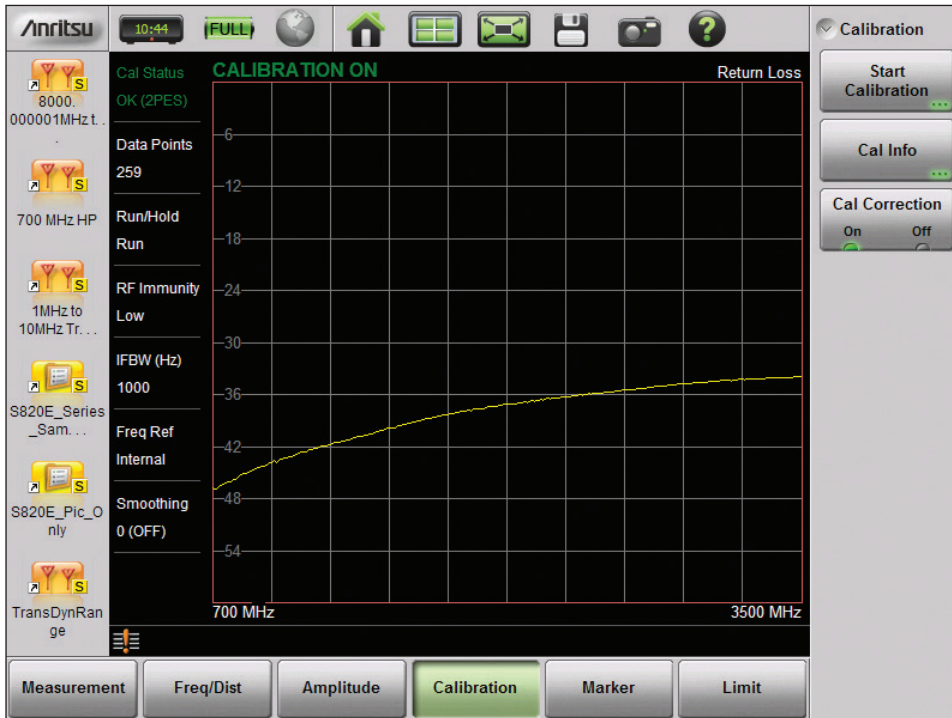 Anritsu
10:44
FULL
?
Calibration
8000.
000001MHz t. .
.
700 MHz HP
1MHz to
10MHz Tr. . .
S820E_Series
_Sam. . .
S820E_Pic_O
nly
TransDynRan
ge
S
S
S
S
S
S
Cal Status
OK (2PES)
Data Points
259
Run/Hold
Run
RF Immunity
Low
IFBW (Hz)
1000
Freq Ref
Internal
Smoothing
0 (OFF)
CALIBRATION ON
Return Loss
-6
-12
-18
-24
-30
-36
-42
-48
-54
700 MHz
3500 MHz
Start
Calibration
Cal Info
Cal Correction
On Off
Measurement
Freq/Dist
Amplitude
Calibration
Marker
Limit